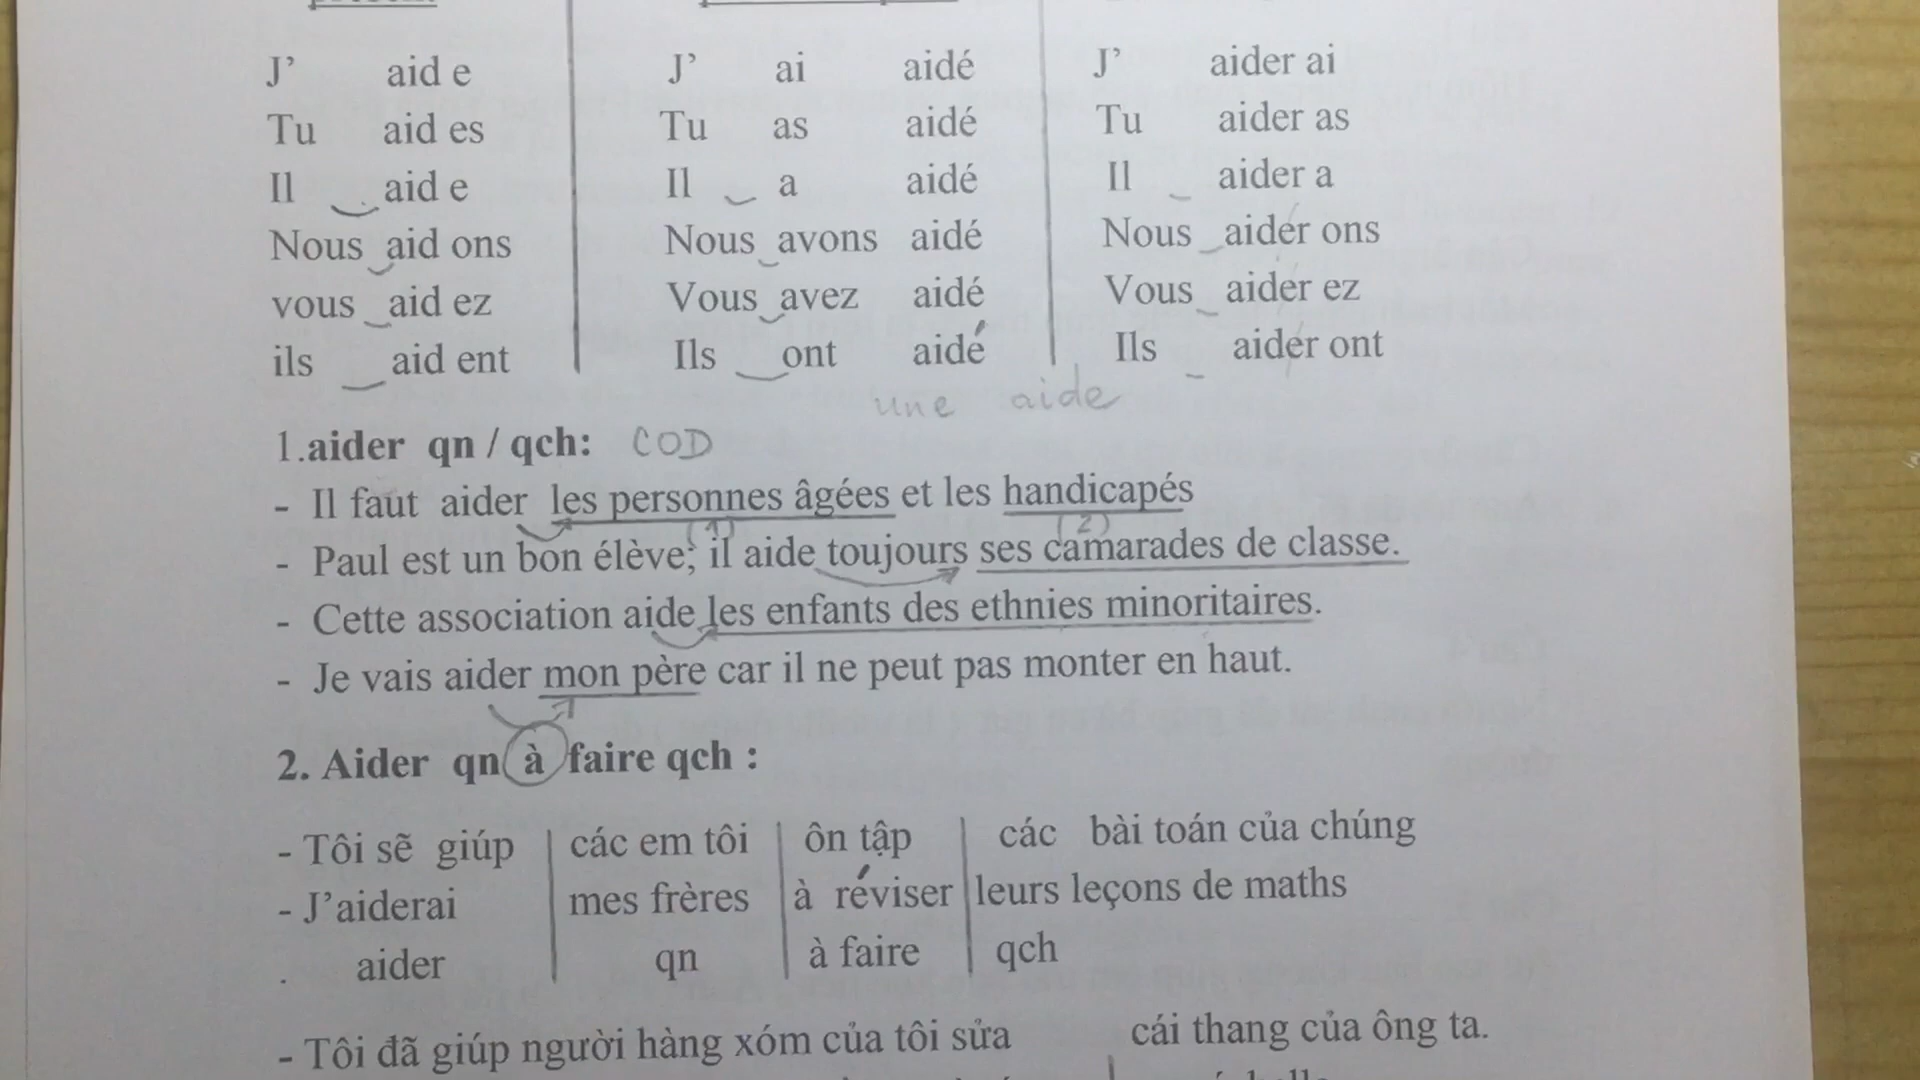 J' aid e J' ai aidé J' aider ai
Tu aid es Tu as aidé Tu aider as
Il aid e Il a aidé Il aider a
Nous aid ons Nous avons aidé Nous aider ons
vous aid ez Vous avez aidé Vous aider ez
ils aid ent Ils ont aidé Ils aider ont
une aide
1.aider qn / qch: COD
- Il faut aider les personnes âgées et les handicapés
(1) (2)
- Paul est un bon élève; il aide toujours ses camarades de classe.
- Cette association aide les enfants des ethnies minoritaires.
- Je vais aider mon père car il ne peut pas monter en haut.
2. Aider qn à faire qch :
- Tôi sẽ giúp các em tôi ôn tập các bài toán của chúng
- J'aiderai mes frères à réviser leurs leçons de maths
. aider qn à faire qch
- Tôi đã giúp người hàng xóm của tôi sửa cái thang của ông ta.